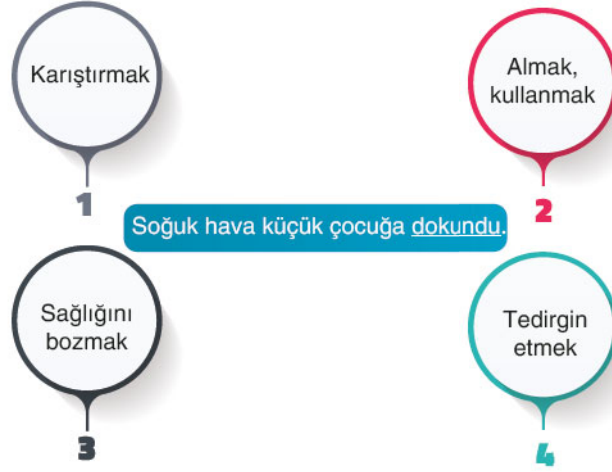 Karıştırmak
1
Almak,
kullanmak
2
Soğuk hava küçük çocuğa dokundu.
Sağlığını
bozmak
3
Tedirgin
etmek
4